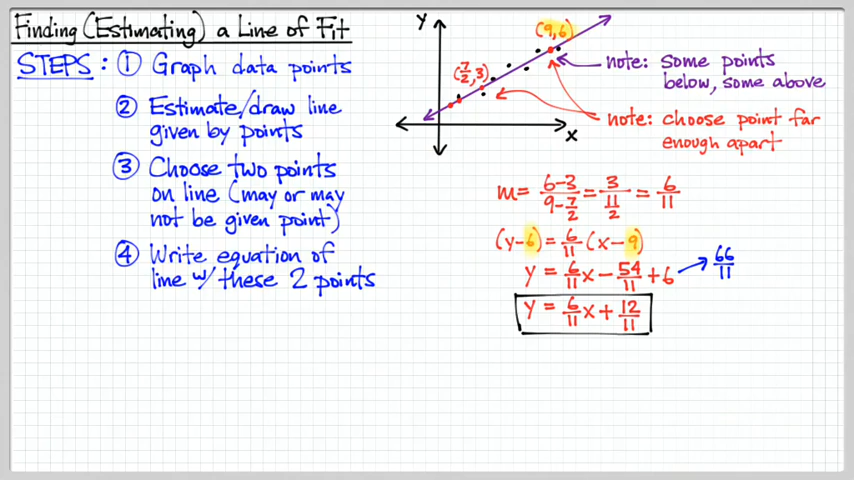 Finding (Estimating) a Line of Fit
STEPS: ① Graph data points
② Estimate/draw line
given by points
③ Choose two points
on line (may or may
not be given point)
④ Write equation of
line w/ these 2 points
Y
(9,6)
(7/2,3)
X
note: Some points
below, some above
note: choose point far
enough apart
m = (6-3)/(9-7/2) = 3/(11/2) = 6/11
(y-6) = 6/11 (x-9)
y = 6/11 x - 54/11 + 6 → 66/11
y = 6/11 x + 12/11